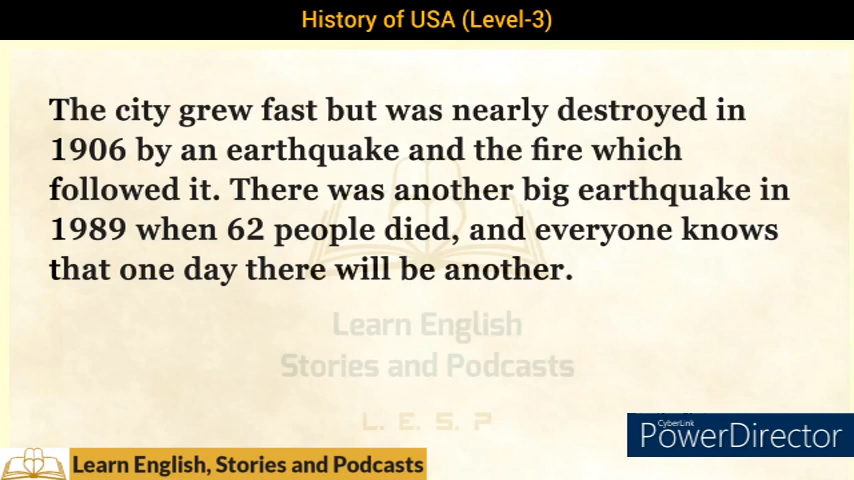 History of USA (Level-3)
The city grew fast but was nearly destroyed in
1906 by an earthquake and the fire which
followed it. There was another big earthquake in
1989 when 62 people died, and everyone knows
that one day there will be another.
Learn English
Stories and Podcasts
L. E. S. P
CyberLink
PowerDirector
Learn English, Stories and Podcasts